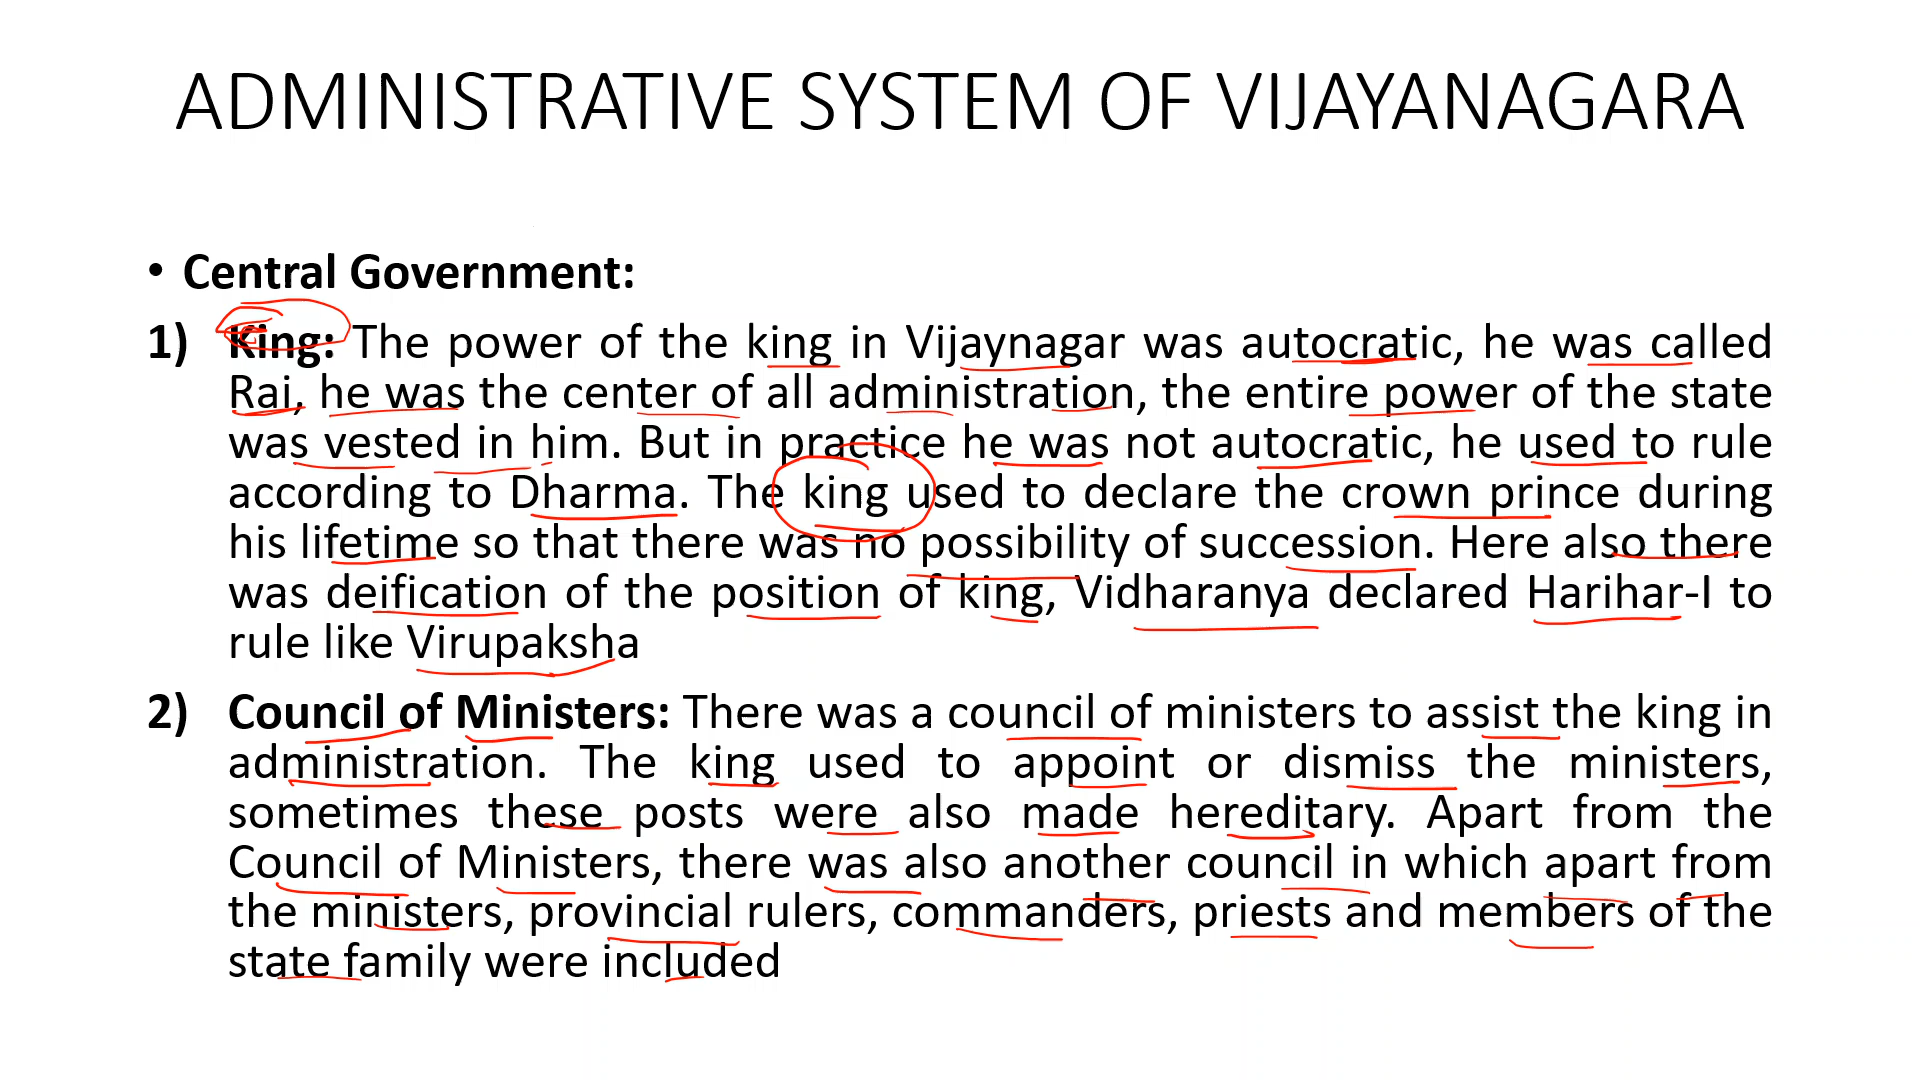 ADMINISTRATIVE SYSTEM OF VIJAYANAGARA
• Central Government:
1) King: The power of the king in Vijaynagar was autocratic, he was called
Rai, he was the center of all administration, the entire power of the state
was vested in him. But in practice he was not autocratic, he used to rule
according to Dharma. The king used to declare the crown prince during
his lifetime so that there was no possibility of succession. Here also there
was deification of the position of king, Vidharanya declared Harihar-I to
rule like Virupaksha
2) Council of Ministers: There was a council of ministers to assist the king in
administration. The king used to appoint or dismiss the ministers,
sometimes these posts were also made hereditary. Apart from the
Council of Ministers, there was also another council in which apart from
the ministers, provincial rulers, commanders, priests and members of the
state family were included